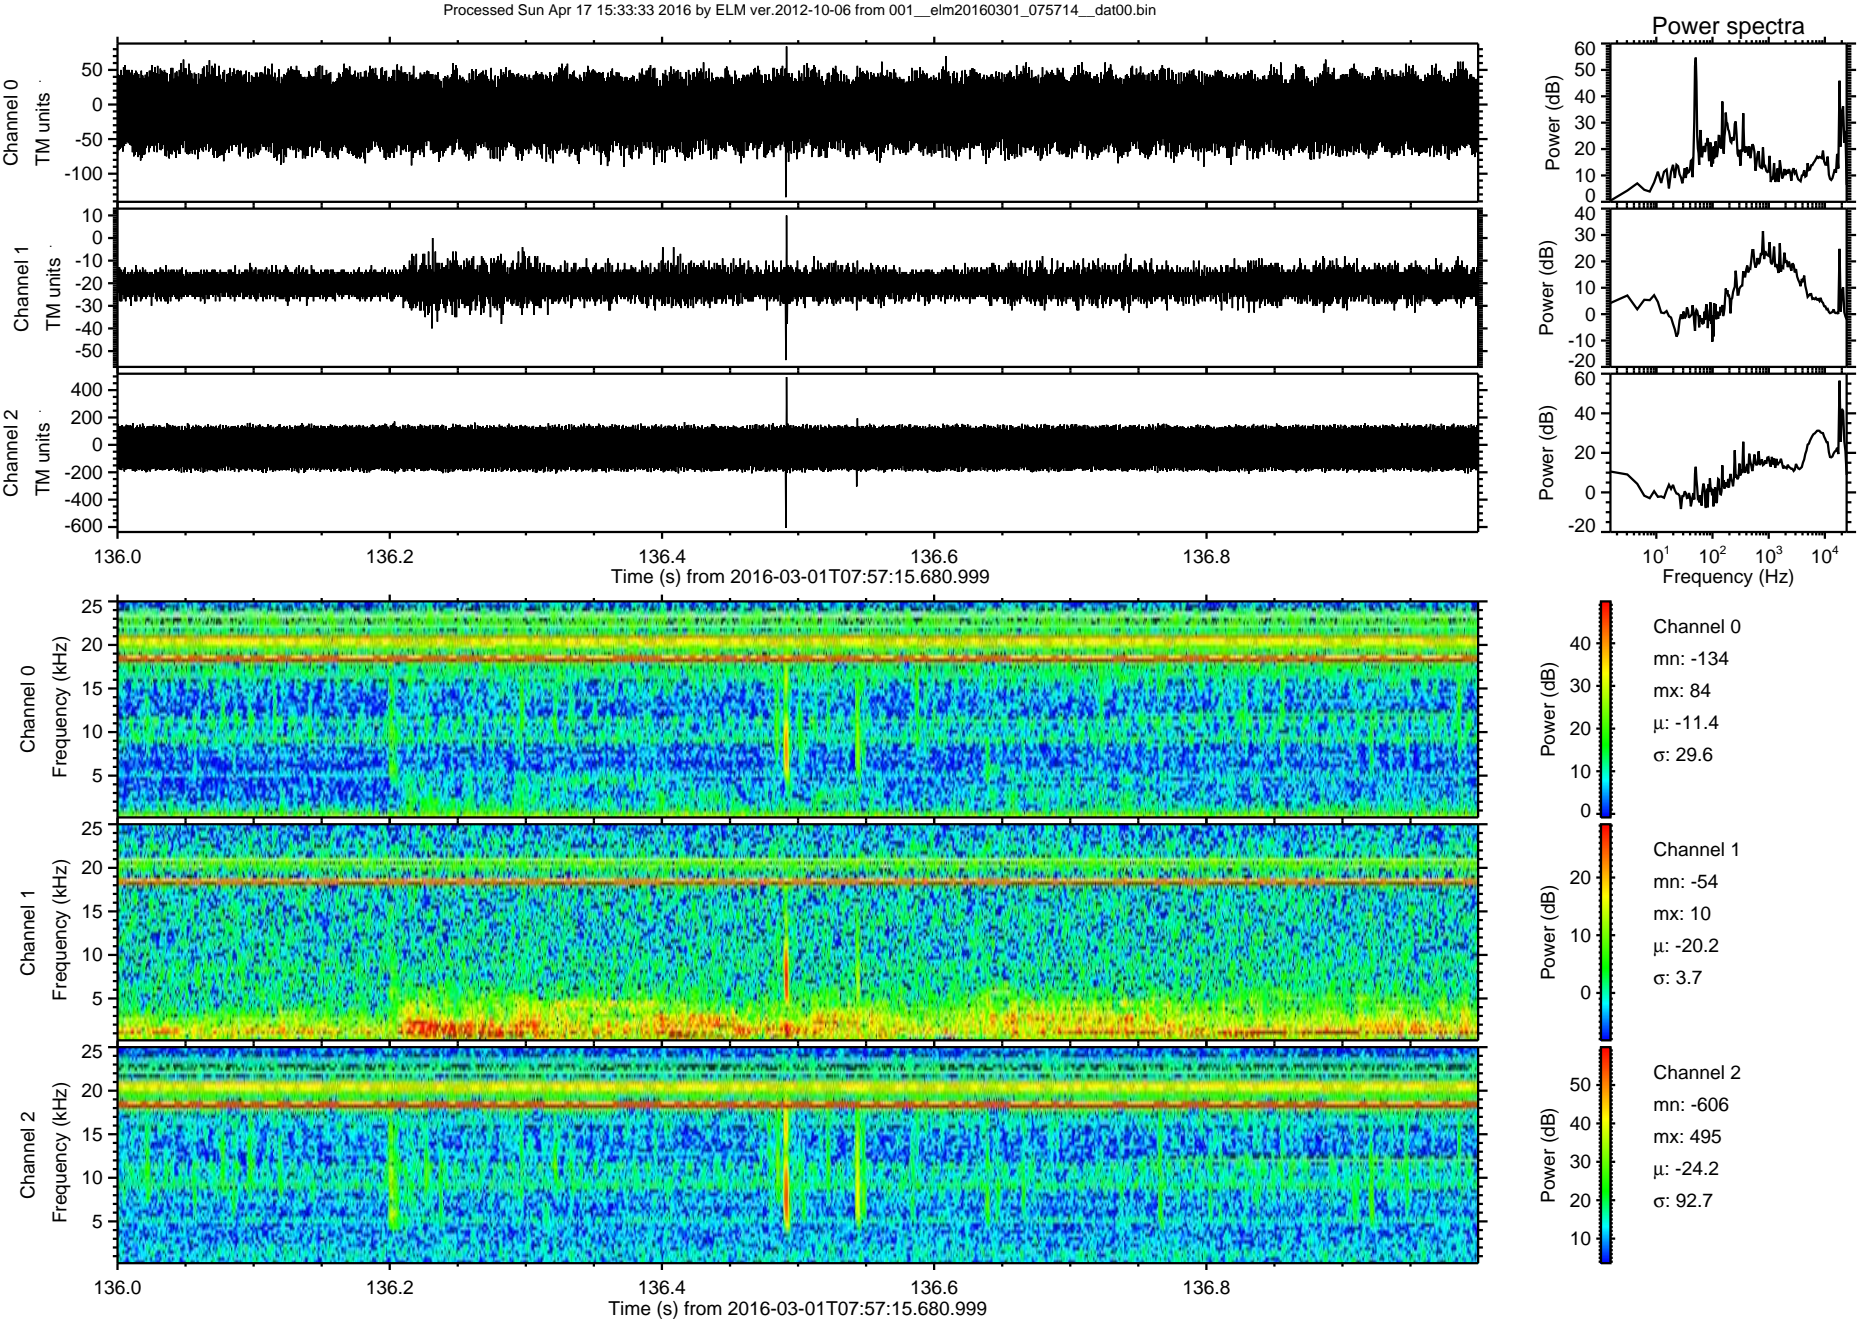 Processed Sun Apr 17 15:33:33 2016 by ELM ver.2012-10-06 from 001__elm20160301_075714__dat00.bin
Power spectra
Channel 0
TM units
50
0
-50
-100
Power (dB)
60
50
40
30
20
10
0
Channel 1
TM units
10
0
-10
-20
-30
-40
-50
Power (dB)
40
30
20
10
0
-10
-20
Channel 2
TM units
400
200
0
-200
-400
-600
Power (dB)
60
40
20
0
-20
136.0 136.2 136.4 136.6 136.8
Time (s) from 2016-03-01T07:57:15.680.999
10¹ 10² 10³ 10⁴
Frequency (Hz)
Channel 0
Frequency (kHz)
25
20
15
10
5
Power (dB)
40
30
20
10
0
Channel 0
mn: -134
mx: 84
μ: -11.4
σ: 29.6
Channel 1
Frequency (kHz)
25
20
15
10
5
Power (dB)
20
10
0
Channel 1
mn: -54
mx: 10
μ: -20.2
σ: 3.7
Channel 2
Frequency (kHz)
25
20
15
10
5
Power (dB)
50
40
30
20
10
Channel 2
mn: -606
mx: 495
μ: -24.2
σ: 92.7
136.0 136.2 136.4 136.6 136.8
Time (s) from 2016-03-01T07:57:15.680.999